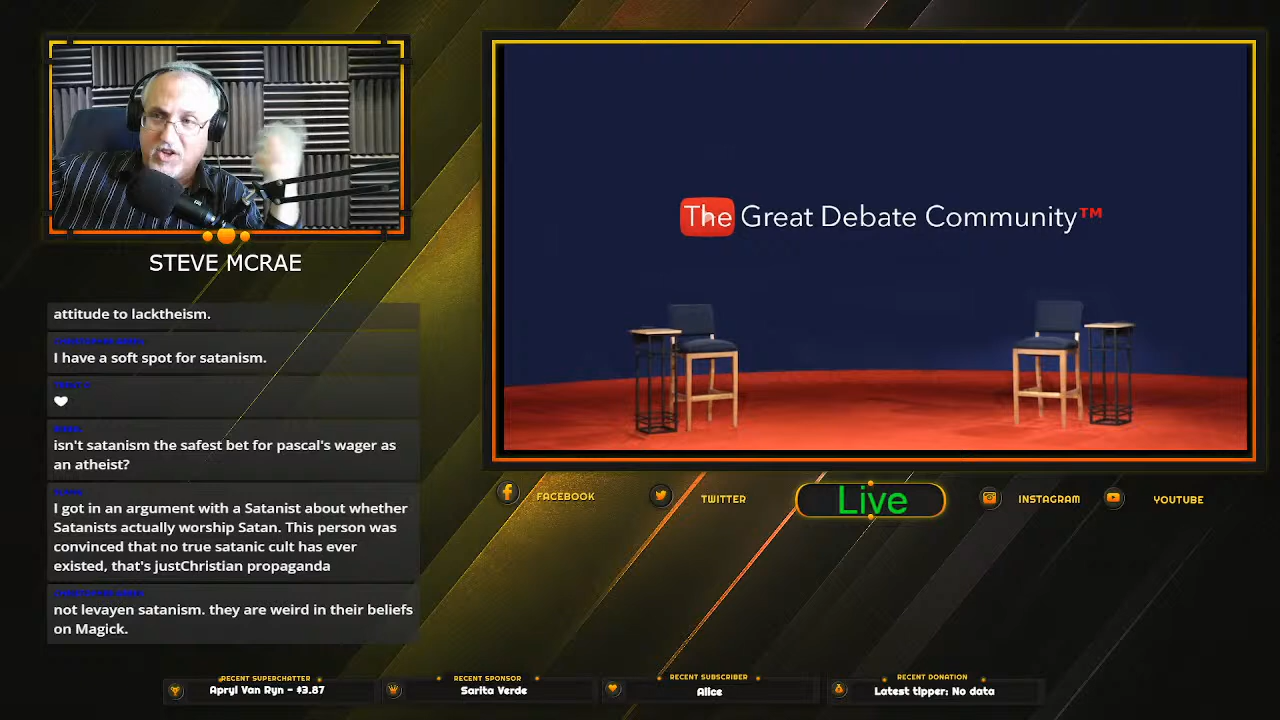 STEVE MCRAE
attitude to lacktheism.
I have a soft spot for satanism.
isn't satanism the safest bet for pascal's wager as
an atheist?
I got in an argument with a Satanist about whether
Satanists actually worship Satan. This person was
convinced that no true satanic cult has ever
existed, that's justChristian propaganda
not levayen satanism. they are weird in their beliefs
on Magick.
The Great Debate Community™
FACEBOOK
TWITTER
Live
INSTAGRAM
YOUTUBE
RECENT SUPERCHATTER
Apryl Van Ryn - $3.87
RECENT SPONSOR
Sarita Verde
RECENT SUBSCRIBER
Alice
RECENT DONATION
Latest tipper: No data